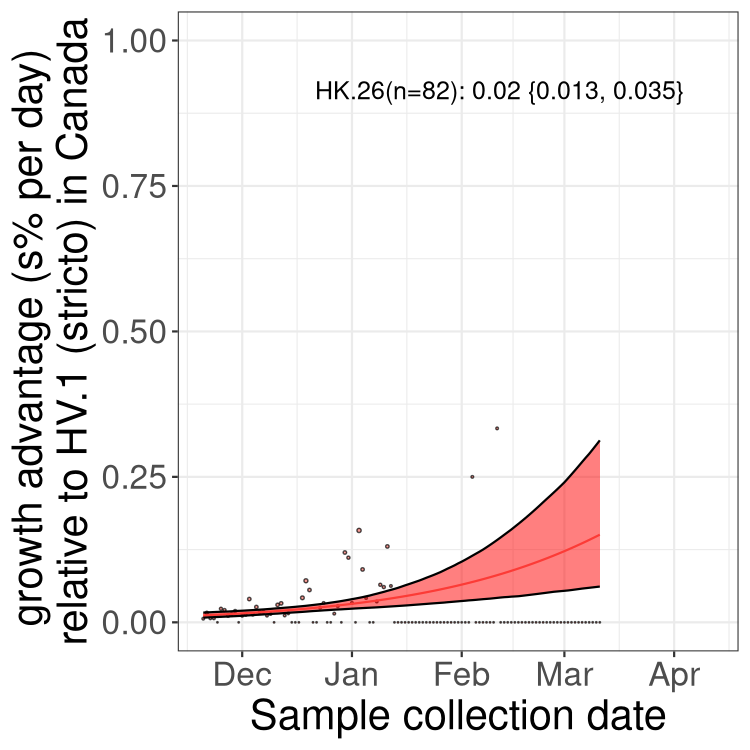 growth advantage (s% per day)
relative to HV.1 (stricto) in Canada
1.00
0.75
0.50
0.25
0.00
HK.26(n=82): 0.02 {0.013, 0.035}
Dec
Jan
Feb
Mar
Apr
Sample collection date